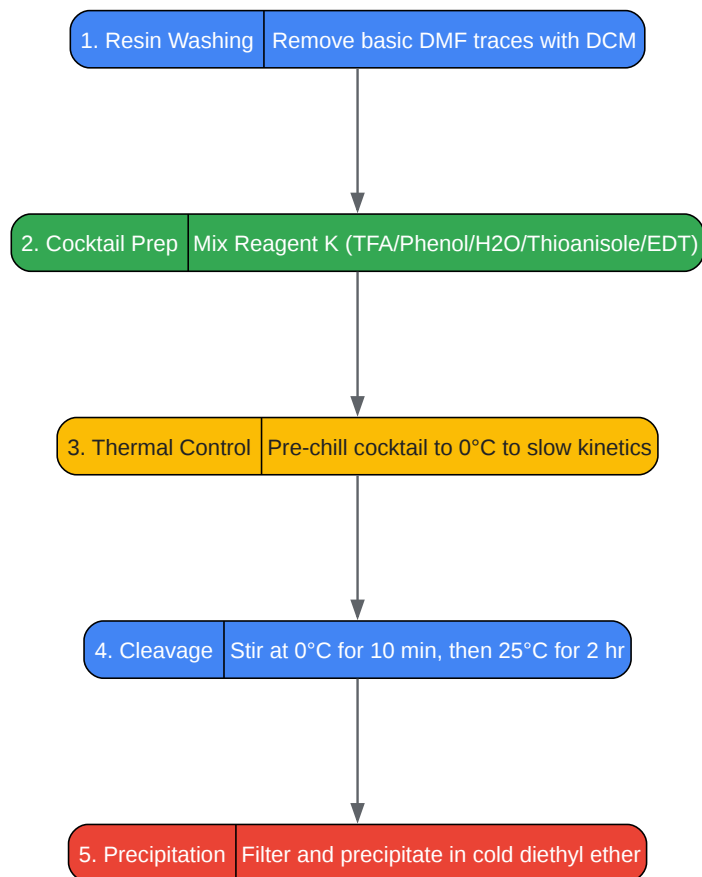 1. Resin Washing Remove basic DMF traces with DCM
2. Cocktail Prep Mix Reagent K (TFA/Phenol/H2O/Thioanisole/EDT)
3. Thermal Control Pre-chill cocktail to 0°C to slow kinetics
4. Cleavage Stir at 0°C for 10 min, then 25°C for 2 hr
5. Precipitation Filter and precipitate in cold diethyl ether